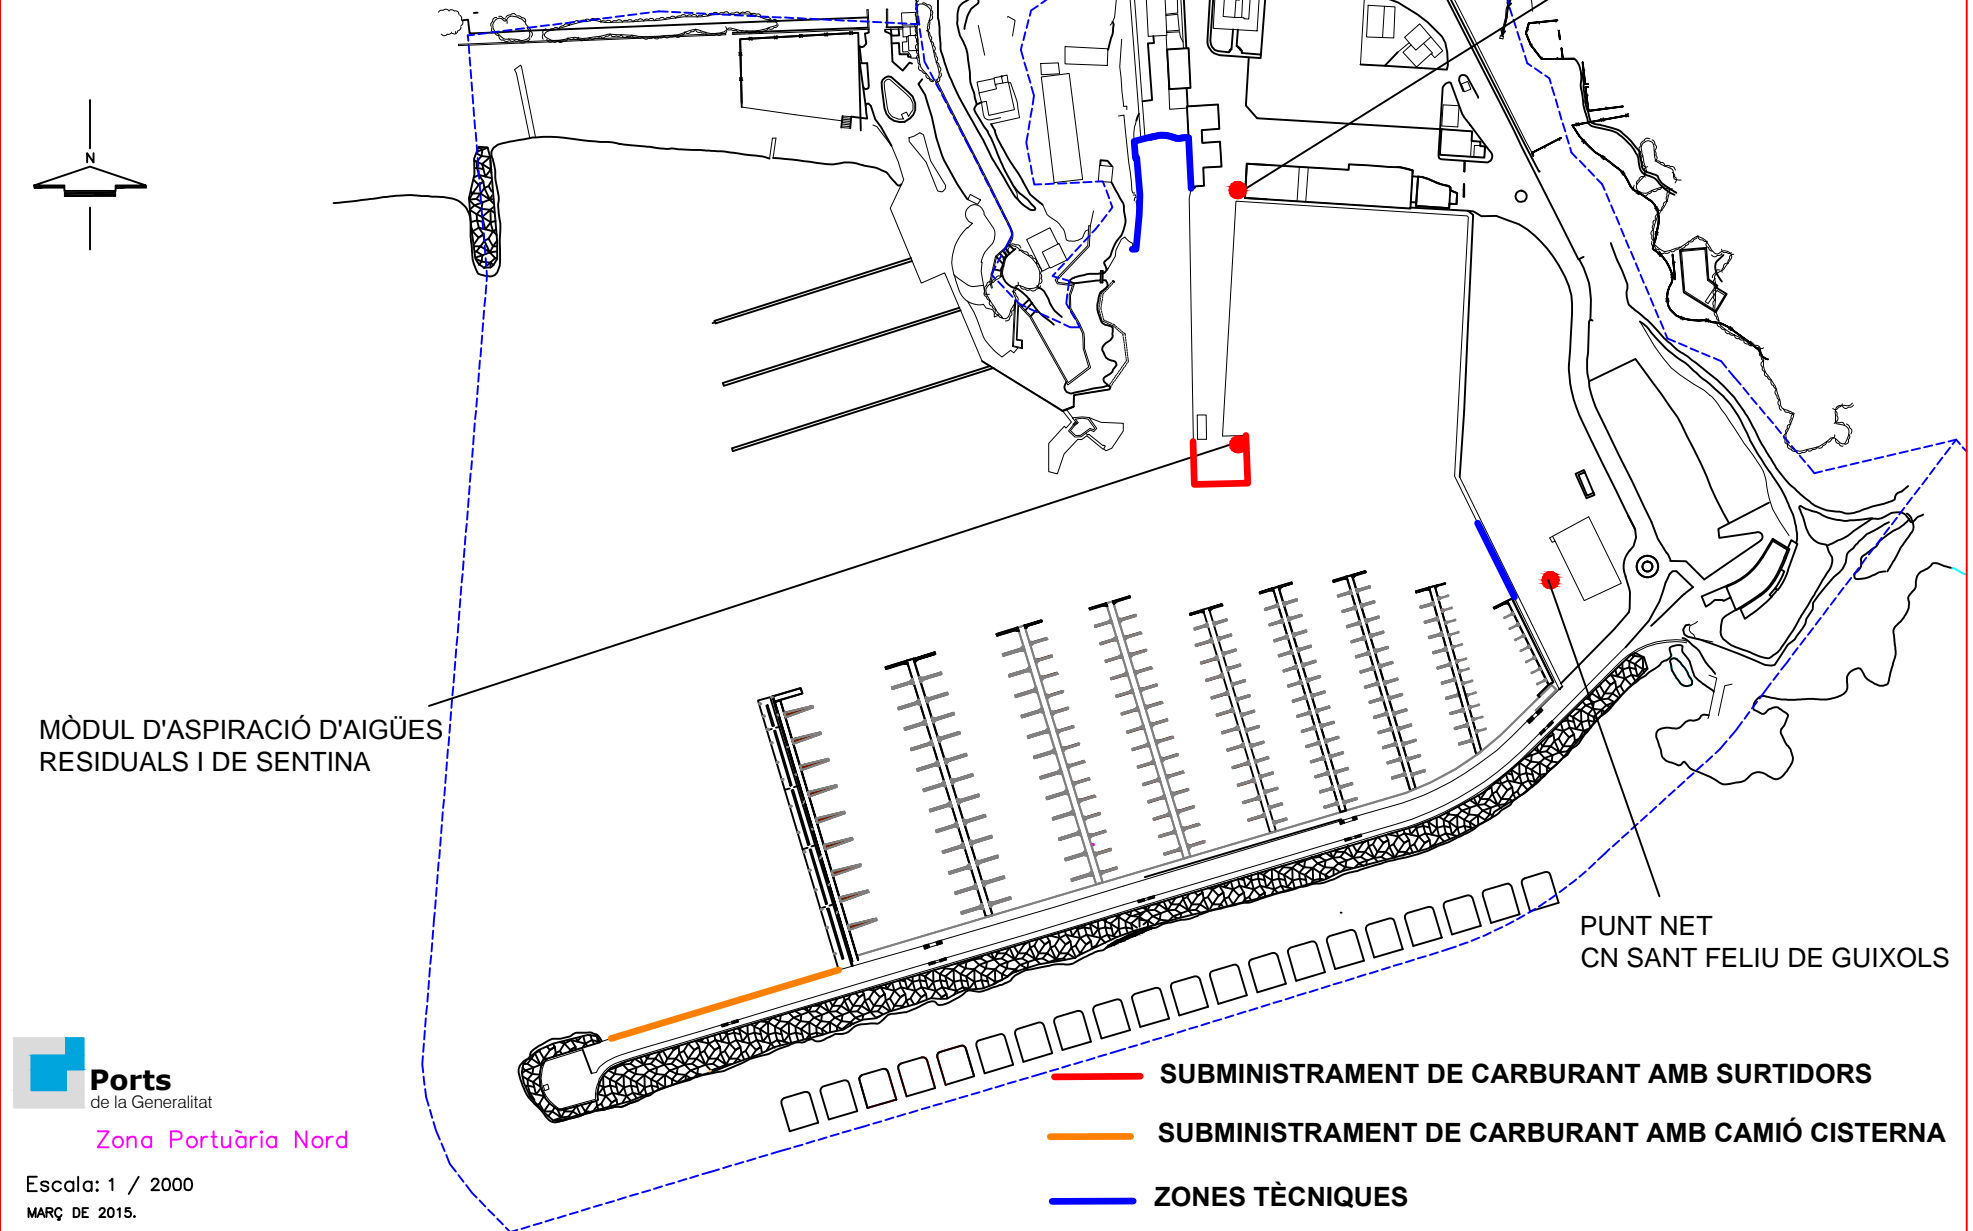 N
MÒDUL D'ASPIRACIÓ D'AIGÜES
RESIDUALS I DE SENTINA
PUNT NET
CN SANT FELIU DE GUIXOLS
Ports
de la Generalitat
Zona Portuària Nord
Escala: 1 / 2000
MARÇ DE 2015.
SUBMINISTRAMENT DE CARBURANT AMB SURTIDORS
SUBMINISTRAMENT DE CARBURANT AMB CAMIÓ CISTERNA
ZONES TÈCNIQUES